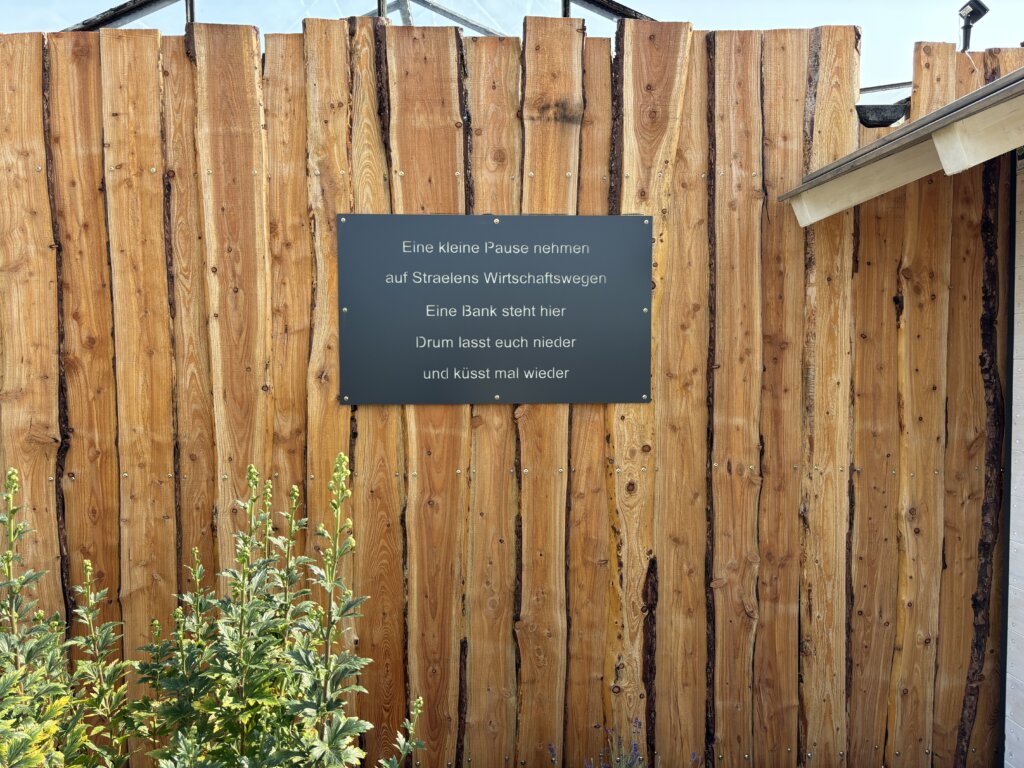 Eine kleine Pause nehmen
auf Straelens Wirtschaftswegen
Eine Bank steht hier
Drum lasst euch nieder
und küsst mal wieder